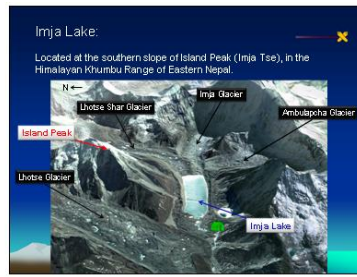 Imja Lake:
Located at the southern slope of Island Peak (Imja Tse), in the
Himalayan Khumbu Range of Eastern Nepal.
N
Imja Glacier
Lhotse Shar Glacier
Ambulapcha Glacier
Island Peak
Lhotse Glacier
Imja Lake